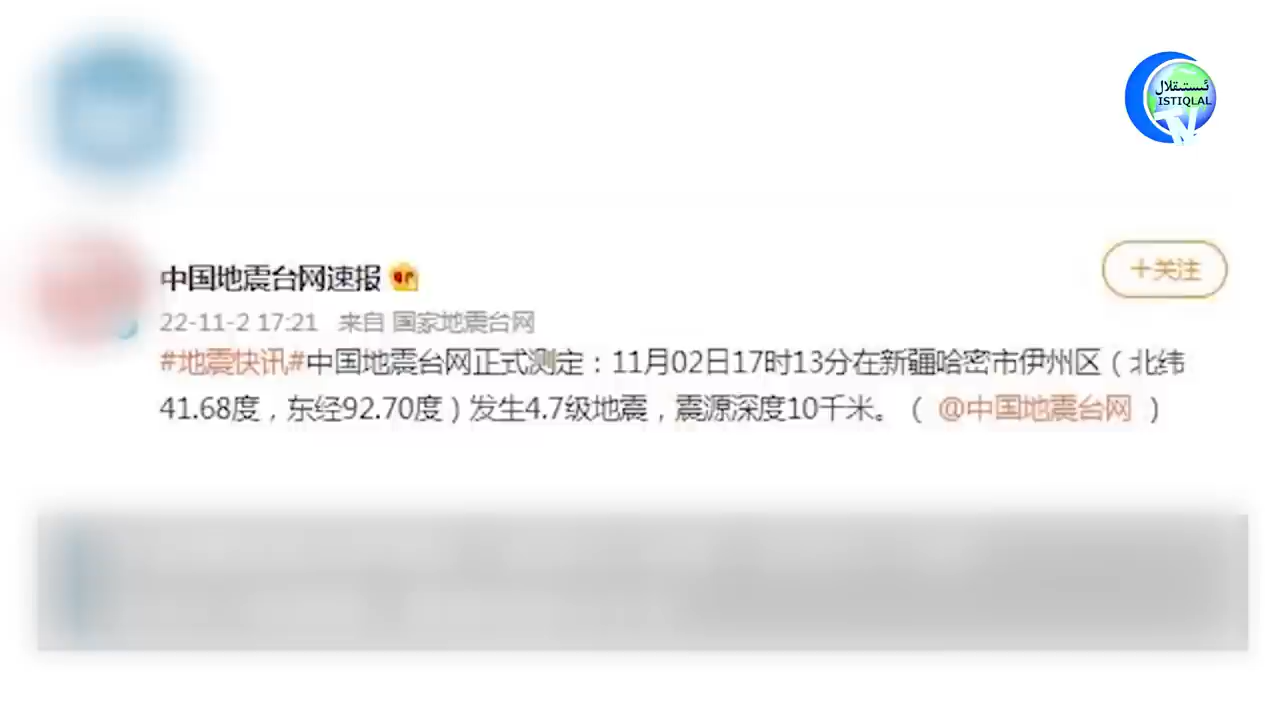 ئىستىقلال
ISTIQLAL
TV
中国地震台网速报
+关注
22-11-2 17:21 来自 国家地震台网
#地震快讯#中国地震台网正式测定：11月02日17时13分在新疆哈密市伊州区（北纬
41.68度，东经92.70度）发生4.7级地震，震源深度10千米。（ @中国地震台网 ）